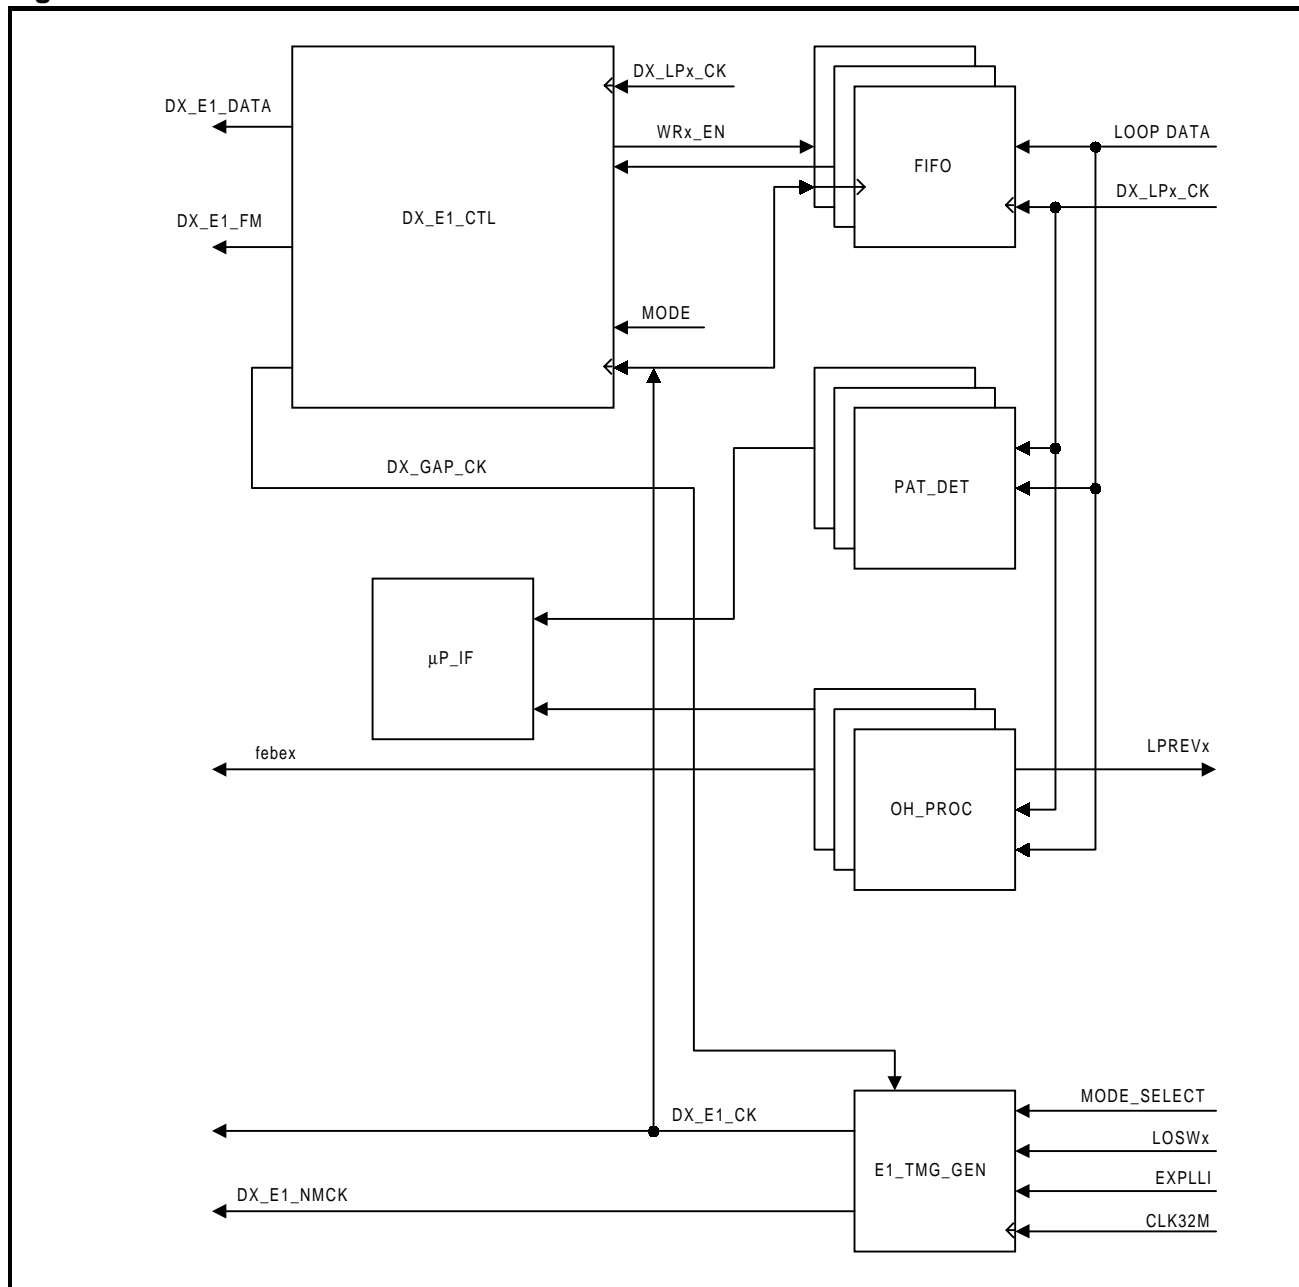 DX_LPx_CK
DX_E1_DATA
WRx_EN
LOOP DATA
FIFO
DX_LPx_CK
DX_E1_FM
DX_E1_CTL
MODE
DX_GAP_CK
PAT_DET
µP_IF
febex
LPREVx
OH_PROC
MODE_SELECT
DX_E1_CK
LOSWx
E1_TMG_GEN
EXPLLI
DX_E1_NMCK
CLK32M